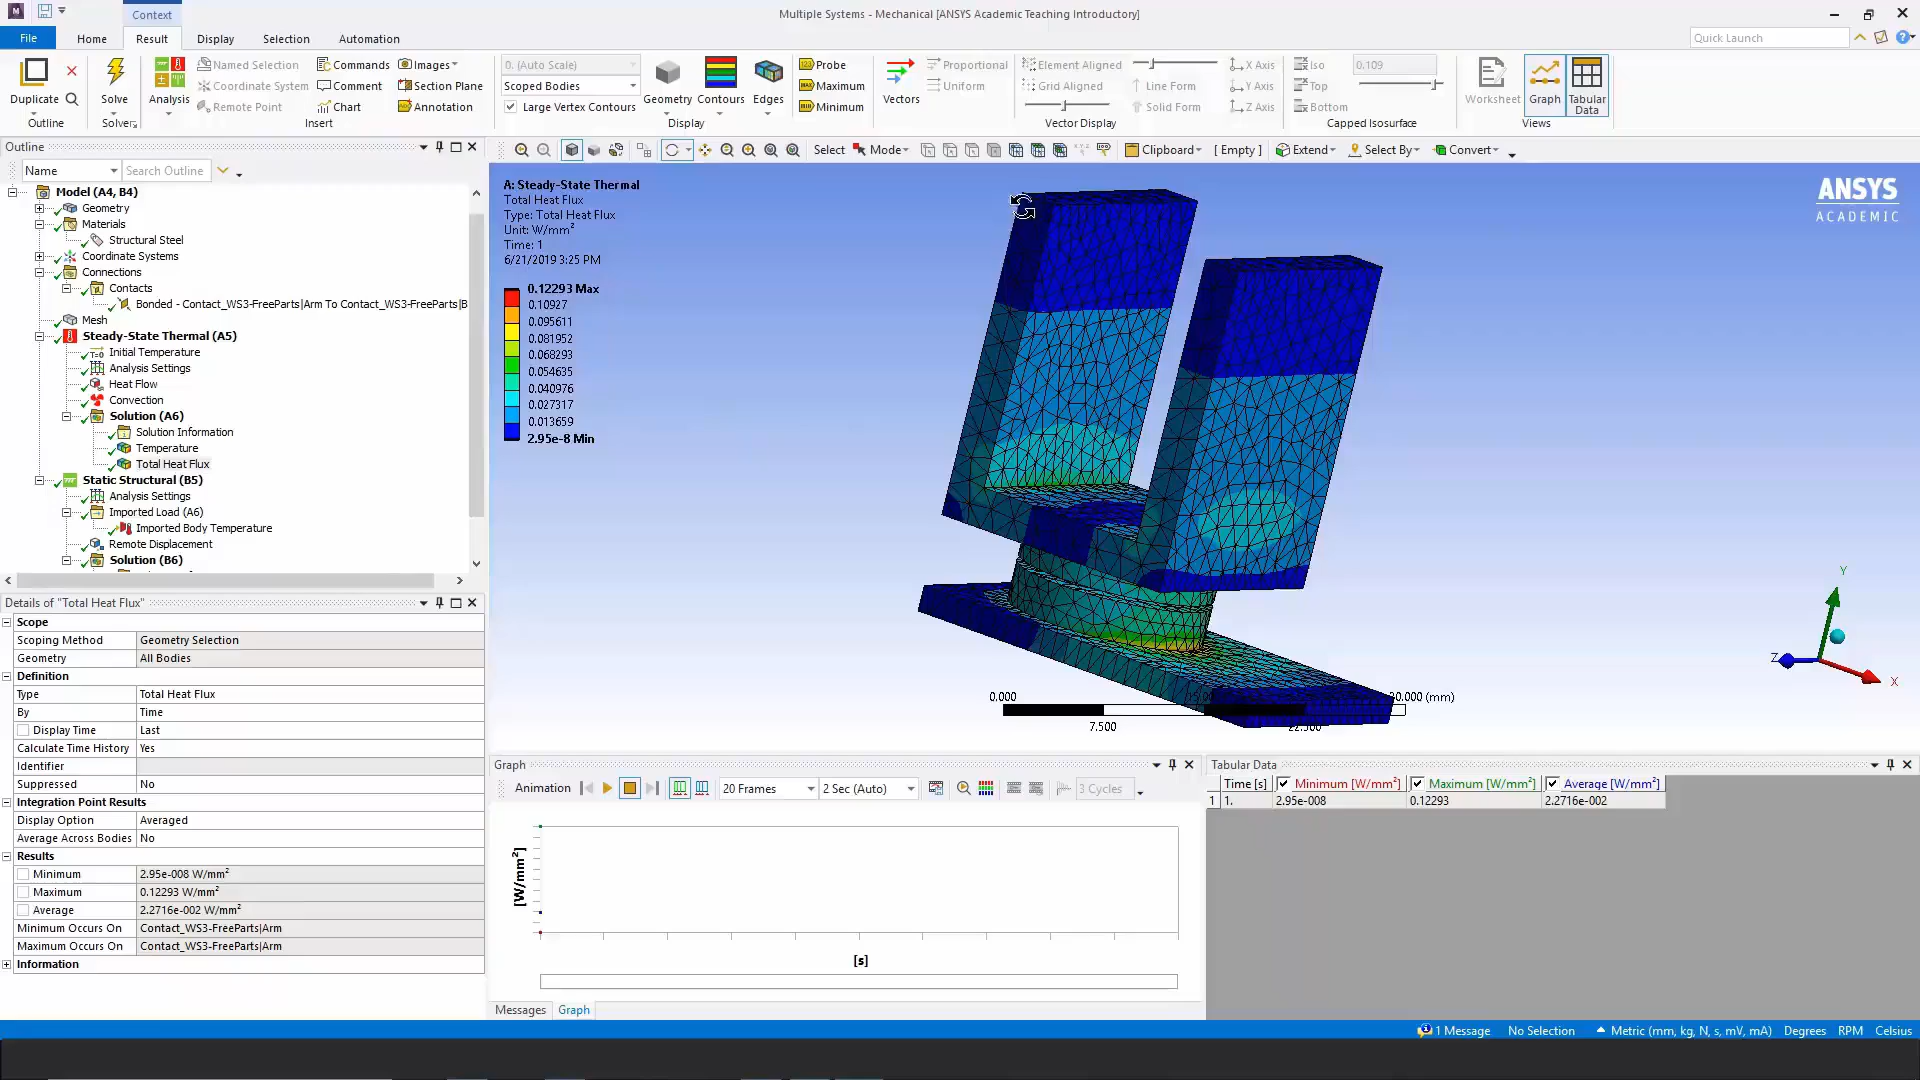 Context
Multiple Systems - Mechanical [ANSYS Academic Teaching Introductory]
File Home Result Display Selection Automation
Quick Launch
Duplicate
Outline
Solve
Solver
Analysis
Named Selection
Coordinate System
Remote Point
Commands
Comment
Chart
Images
Section Plane
Annotation
Insert
0. (Auto Scale)
Scoped Bodies
Large Vertex Contours
Geometry
Contours
Edges
Display
Probe
Maximum
Minimum
Vectors
Proportional
Uniform
Element Aligned
Grid Aligned
Line Form
Solid Form
X Axis
Y Axis
Z Axis
Vector Display
Iso
Top
Bottom
0.109
Capped Isosurface
Worksheet
Graph
Tabular Data
Views
Outline
Name
Search Outline
Select Mode Clipboard [ Empty ] Extend Select By Convert
Model (A4, B4)
Geometry
Materials
Structural Steel
Coordinate Systems
Connections
Contacts
Bonded - Contact_WS3-FreeParts|Arm To Contact_WS3-FreeParts|B
Mesh
Steady-State Thermal (A5)
T=0 Initial Temperature
Analysis Settings
Heat Flow
Convection
Solution (A6)
Solution Information
Temperature
Total Heat Flux
Static Structural (B5)
Analysis Settings
Imported Load (A6)
Imported Body Temperature
Remote Displacement
Solution (B6)
A: Steady-State Thermal
Total Heat Flux
Type: Total Heat Flux
Unit: W/mm²
Time: 1
6/21/2019 3:25 PM
0.12293 Max
0.10927
0.095611
0.081952
0.068293
0.054635
0.040976
0.027317
0.013659
2.95e-8 Min
ANSYS
ACADEMIC
Y
Z
X
0.000
30.000 (mm)
7.500
22.500
Details of "Total Heat Flux"
Scope
Scoping Method Geometry Selection
Geometry All Bodies
Definition
Type Total Heat Flux
By Time
Display Time Last
Calculate Time History Yes
Identifier
Suppressed No
Integration Point Results
Display Option Averaged
Average Across Bodies No
Results
Minimum 2.95e-008 W/mm²
Maximum 0.12293 W/mm²
Average 2.2716e-002 W/mm²
Minimum Occurs On Contact_WS3-FreeParts|Arm
Maximum Occurs On Contact_WS3-FreeParts|Arm
Information
Graph
Animation 20 Frames 2 Sec (Auto) 3 Cycles
[W/mm²]
[s]
Messages Graph
Tabular Data
Time [s] Minimum [W/mm²] Maximum [W/mm²] Average [W/mm²]
1 1. 2.95e-008 0.12293 2.2716e-002
1 Message No Selection Metric (mm, kg, N, s, mV, mA) Degrees RPM Celsius